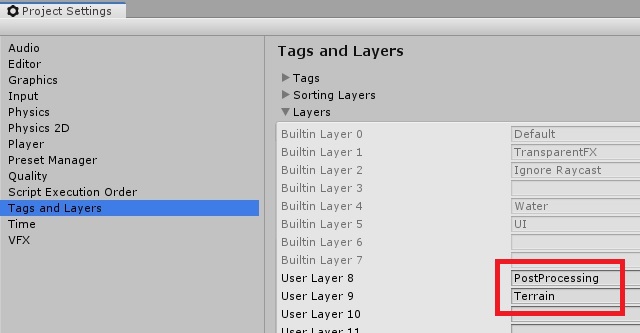 Project Settings
Audio
Editor
Graphics
Input
Physics
Physics 2D
Player
Preset Manager
Quality
Script Execution Order
Tags and Layers
Time
VFX
Tags and Layers
Tags
Sorting Layers
Layers
Builtin Layer 0 Default
Builtin Layer 1 TransparentFX
Builtin Layer 2 Ignore Raycast
Builtin Layer 3
Builtin Layer 4 Water
Builtin Layer 5 UI
Builtin Layer 6
Builtin Layer 7
User Layer 8 PostProcessing
User Layer 9 Terrain
User Layer 10
User Layer 11